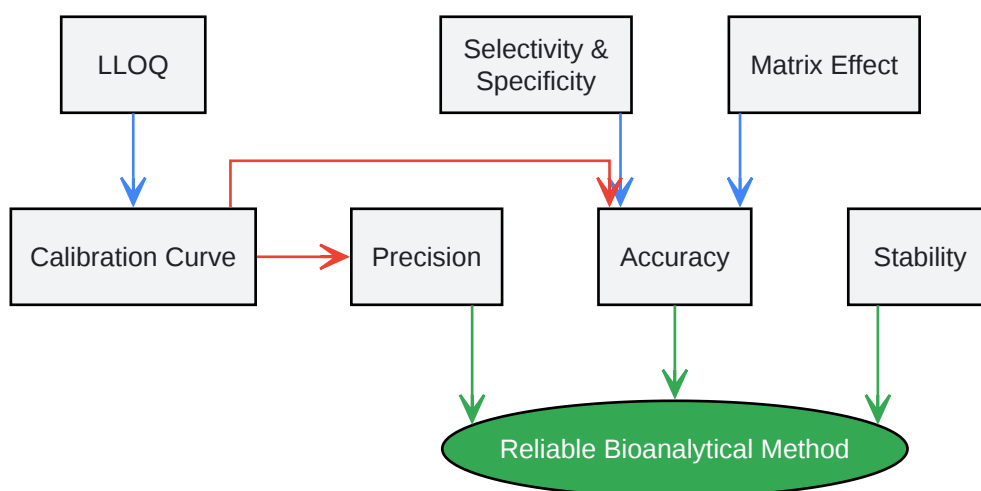 LLOQ
Selectivity &
Specificity
Matrix Effect
Calibration Curve
Precision
Accuracy
Stability
Reliable Bioanalytical Method